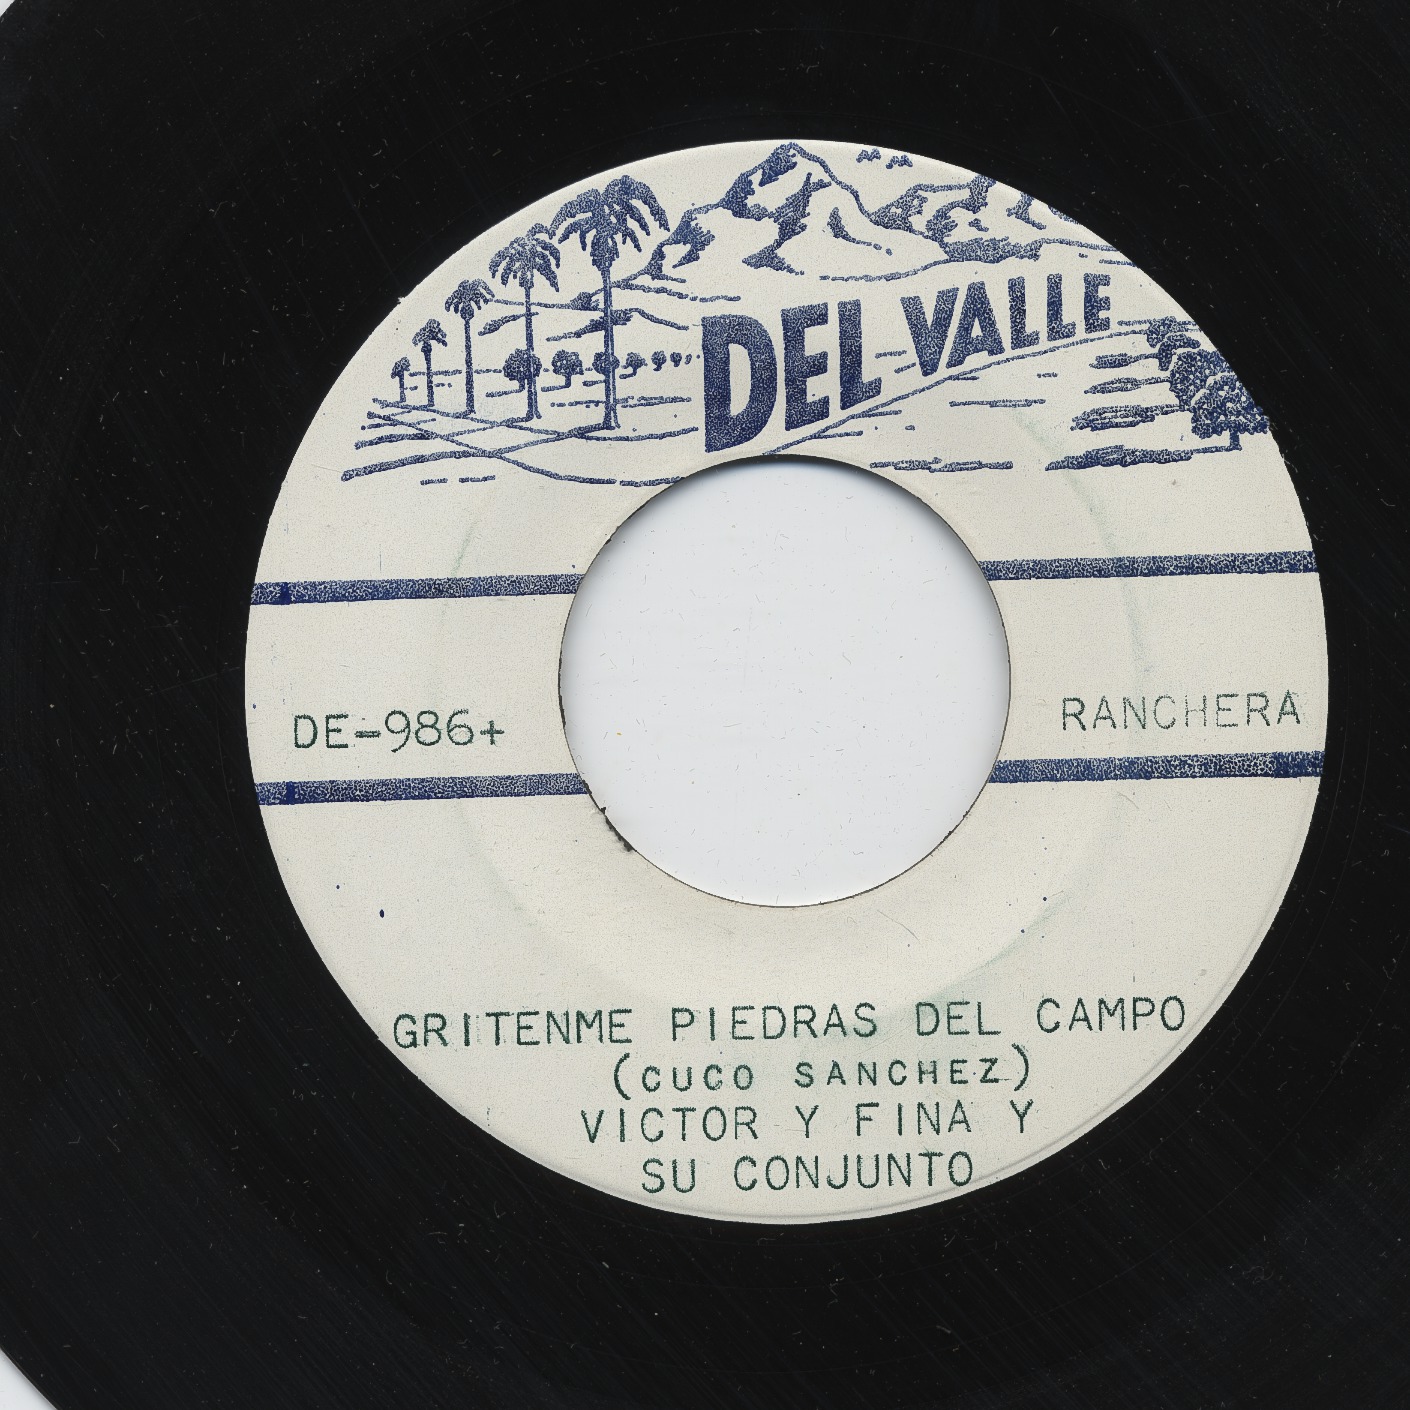 DEL VALLE
DE-986+
RANCHERA
GRITENME PIEDRAS DEL CAMPO
(CUCO SANCHEZ)
VICTOR Y FINA Y
SU CONJUNTO